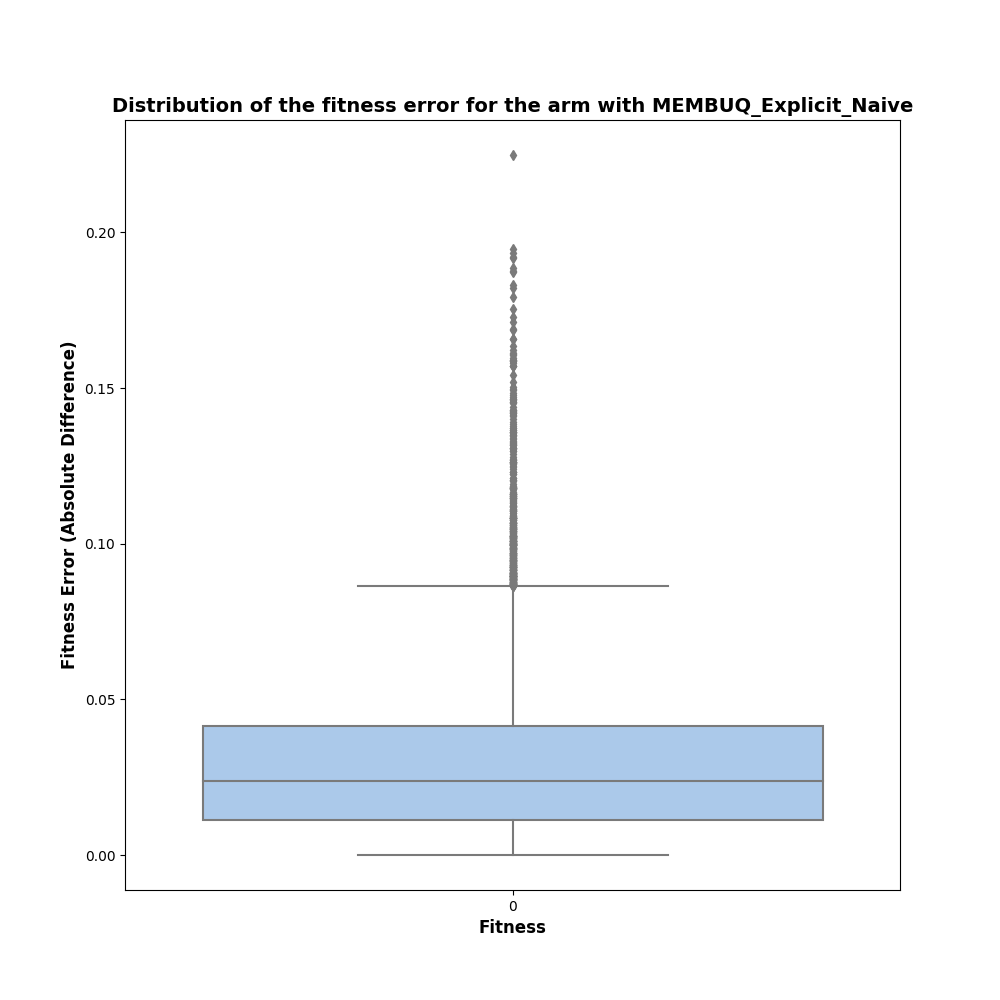 Distribution of the fitness error for the arm with MEMBUQ_Explicit_Naive
0.20
0.15
0.10
0.05
0.00
Fitness Error (Absolute Difference)
0
Fitness